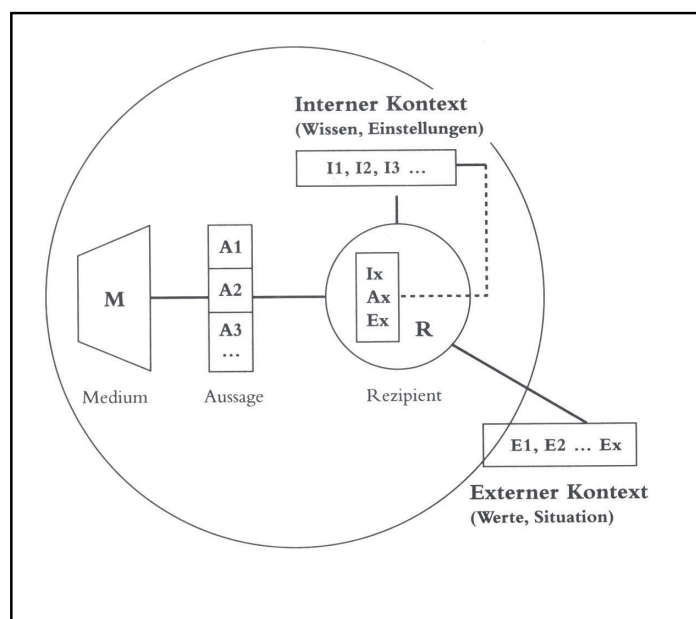 Interner Kontext
(Wissen, Einstellungen)
I1, I2, I3 ...
M
A1
A2
A3
...
Ix
Ax
Ex
R
Medium
Aussage
Rezipient
E1, E2 ... Ex
Externer Kontext
(Werte, Situation)